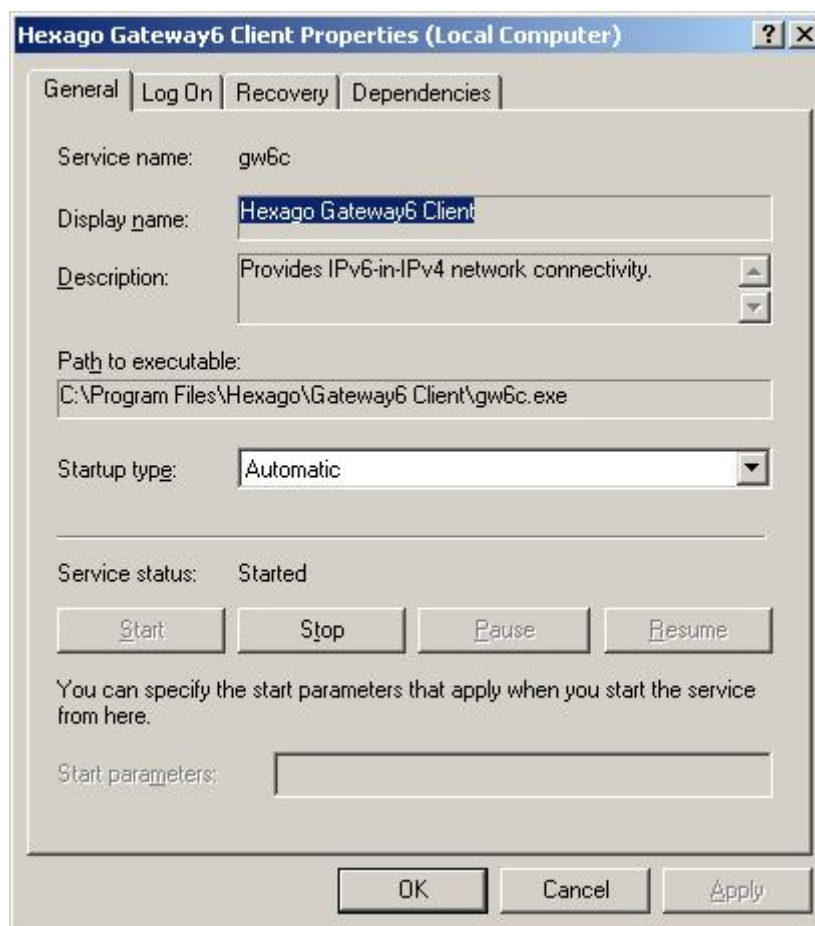 Hexago Gateway6 Client Properties (Local Computer)
General Log On Recovery Dependencies
Service name: gw6c
Display name: Hexago Gateway6 Client
Description: Provides IPv6-in-IPv4 network connectivity.
Path to executable:
C:\Program Files\Hexago\Gateway6 Client\gw6c.exe
Startup type: Automatic
Service status: Started
Start Stop Pause Resume
You can specify the start parameters that apply when you start the service
from here.
Start parameters:
OK Cancel Apply